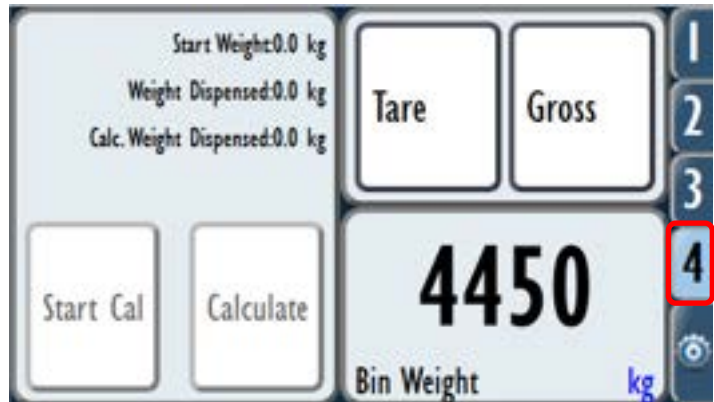 Start Weight:0.0 kg
Weight Dispensed:0.0 kg
Calc. Weight Dispensed:0.0 kg
Start Cal
Calculate
Tare
Gross
4450
Bin Weight
kg
1
2
3
4